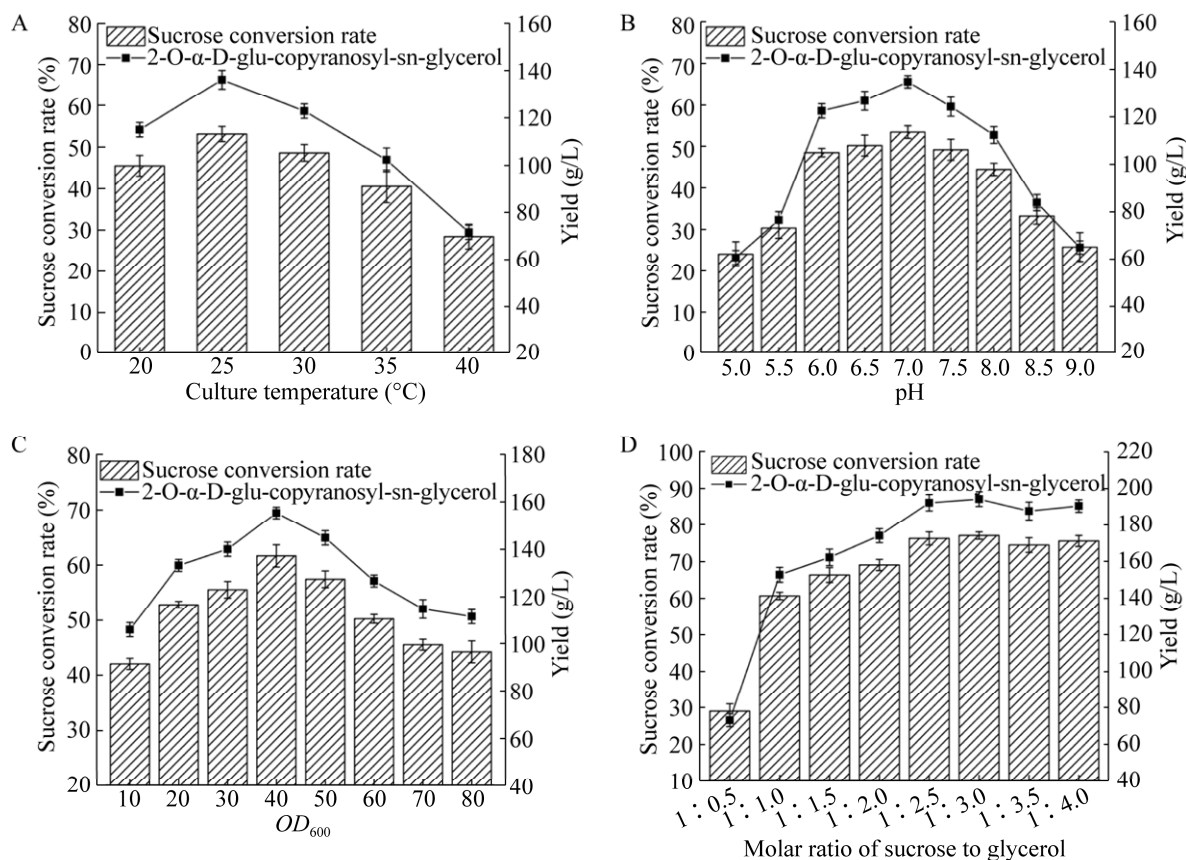 A
Sucrose conversion rate
2-O-α-D-glu-copyranosyl-sn-glycerol
Sucrose conversion rate (%)
80
70
60
50
40
30
20
10
0
160
140
120
100
80
60
40
20
Yield (g/L)
20 25 30 35 40
Culture temperature (°C)
B
Sucrose conversion rate
2-O-α-D-glu-copyranosyl-sn-glycerol
Sucrose conversion rate (%)
80
70
60
50
40
30
20
10
0
160
140
120
100
80
60
40
20
Yield (g/L)
5.0 5.5 6.0 6.5 7.0 7.5 8.0 8.5 9.0
pH
C
Sucrose conversion rate
2-O-α-D-glu-copyranosyl-sn-glycerol
Sucrose conversion rate (%)
80
70
60
50
40
30
20
180
160
140
120
100
80
60
40
Yield (g/L)
10 20 30 40 50 60 70 80
OD600
D
Sucrose conversion rate
2-O-α-D-glu-copyranosyl-sn-glycerol
Sucrose conversion rate (%)
100
90
80
70
60
50
40
30
20
10
220
200
180
160
140
120
100
80
60
40
Yield (g/L)
1:0.5 1:1.0 1:1.5 1:2.0 1:2.5 1:3.0 1:3.5 1:4.0
Molar ratio of sucrose to glycerol